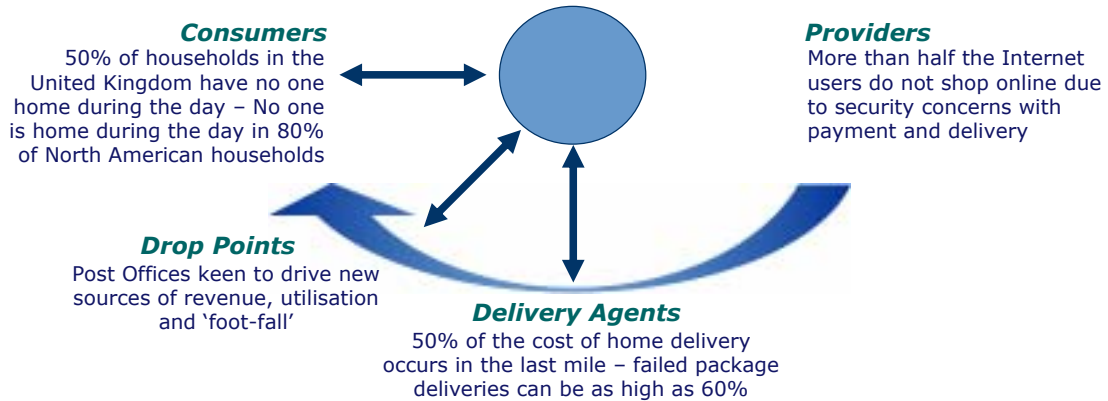 Consumers
50% of households in the
United Kingdom have no one
home during the day – No one
is home during the day in 80%
of North American households
Providers
More than half the Internet
users do not shop online due
to security concerns with
payment and delivery
Drop Points
Post Offices keen to drive new
sources of revenue, utilisation
and ‘foot-fall’
Delivery Agents
50% of the cost of home delivery
occurs in the last mile – failed package
deliveries can be as high as 60%